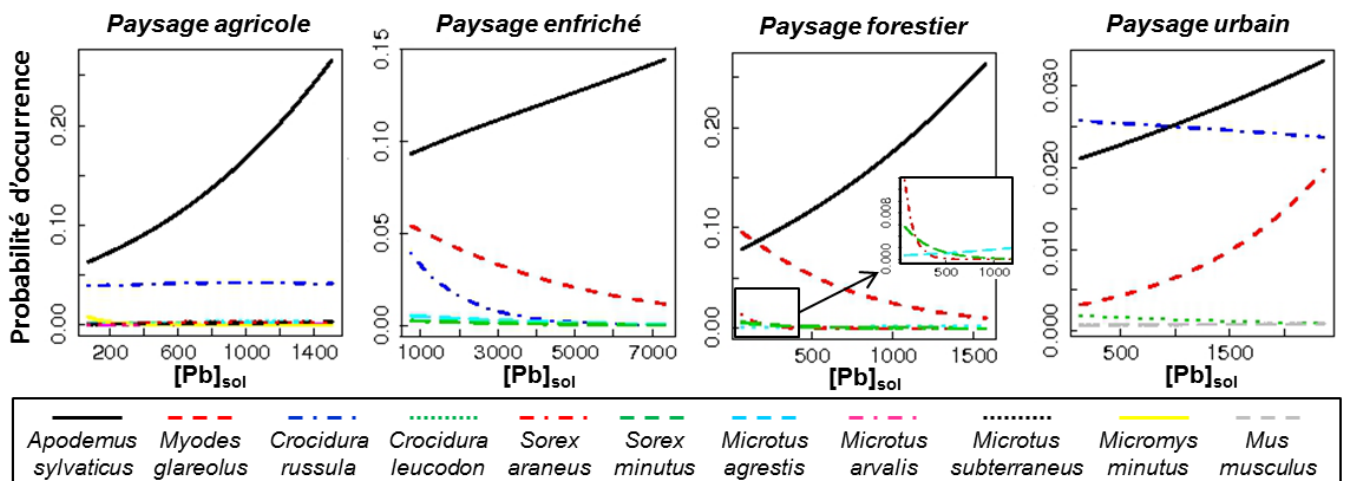 Paysage agricole
Paysage enfriché
Paysage forestier
Paysage urbain
Probabilité d'occurrence
0.00
0.10
0.20
200
600
1000
1400
[Pb]sol
0.00
0.05
0.10
0.15
1000
3000
5000
7000
[Pb]sol
0.00
0.10
0.20
500
1000
1500
[Pb]sol
0.000
0.008
500
1000
0.000
0.010
0.020
0.030
500
1500
[Pb]sol
Apodemus sylvaticus
Myodes glareolus
Crocidura russula
Crocidura leucodon
Sorex araneus
Sorex minutus
Microtus agrestis
Microtus arvalis
Microtus subterraneus
Micromys minutus
Mus musculus